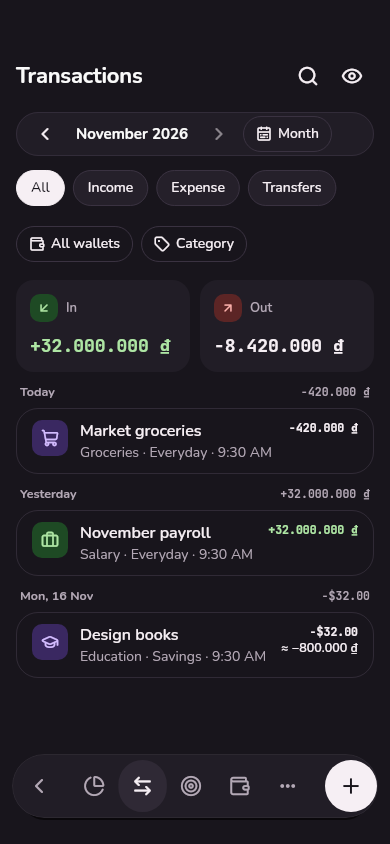 Transactions
November 2026
Month
All
Income
Expense
Transfers
All wallets
Category
In
Out
+32.000.000 ₫
-8.420.000 ₫
Today
-420.000 ₫
Market groceries
-420.000 ₫
Groceries · Everyday · 9:30 AM
Yesterday
+32.000.000 ₫
November payroll
+32.000.000 ₫
Salary · Everyday · 9:30 AM
Mon, 16 Nov
-$32.00
Design books
-$32.00
Education · Savings · 9:30 AM
≈ −800.000 ₫